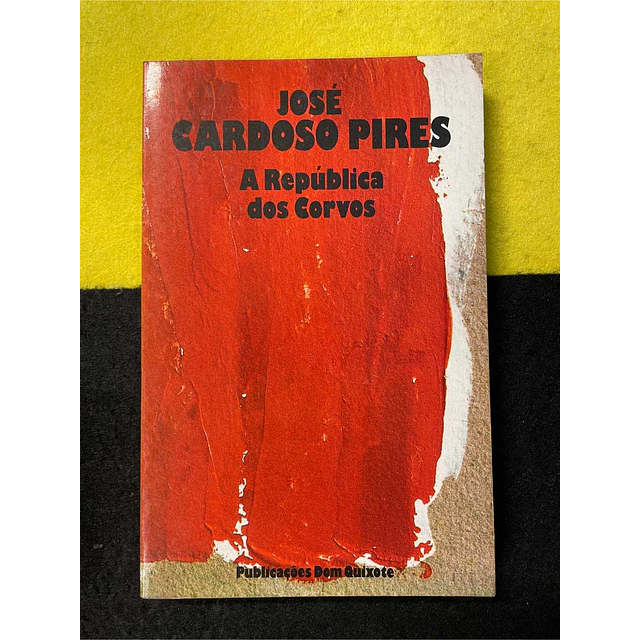 JOSÉ
CARDOSO PIRES
A República
dos Corvos
Publicações Dom Quixote